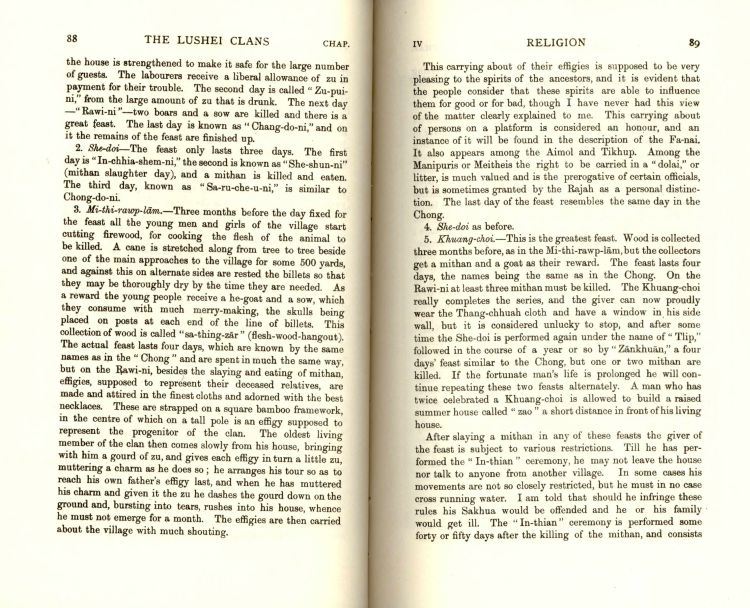 88 THE LUSHEI CLANS CHAP.
the house is strengthened to make it safe for the large number
of guests. The labourers receive a liberal allowance of zu in
payment for their trouble. The second day is called “Zu-pui-
ni,” from the large amount of zu that is drunk. The next day
—“Rawi-ni”—two boars and a sow are killed and there is a
great feast. The last day is known as “Chang-do-ni,” and on
it the remains of the feast are finished up.
2. She-doi—The feast only lasts three days. The first
day is “In-chhia-shem-ni,” the second is known as “She-shun-ni”
(mithan slaughter day), and a mithan is killed and eaten.
The third day, known as “Sa-ru-che-u-ni,” is similar to
Chong-do-ni.
3. Mi-thi-rawp-lām.—Three months before the day fixed for
the feast all the young men and girls of the village start
cutting firewood, for cooking the flesh of the animal to
be killed. A cane is stretched along from tree to tree beside
one of the main approaches to the village for some 500 yards,
and against this on alternate sides are rested the billets so that
they may be thoroughly dry by the time they are needed. As
a reward the young people receive a he-goat and a sow, which
they consume with much merry-making, the skulls being
placed on posts at each end of the line of billets. This
collection of wood is called “sa-thing-zār” (flesh-wood-hangout).
The actual feast lasts four days, which are known by the same
names as in the “Chong” and are spent in much the same way,
but on the Rawi-ni, besides the slaying and eating of mithan,
effigies, supposed to represent their deceased relatives, are
made and attired in the finest cloths and adorned with the best
necklaces. These are strapped on a square bamboo framework,
in the centre of which on a tall pole is an effigy supposed to
represent the progenitor of the clan. The oldest living
member of the clan then comes slowly from his house, bringing
with him a gourd of zu, and gives each effigy in turn a little zu,
muttering a charm as he does so; he arranges his tour so as to
reach his own father’s effigy last, and when he has muttered
his charm and given it the zu he dashes the gourd down on the
ground and, bursting into tears, rushes into his house, whence
he must not emerge for a month. The effigies are then carried
about the village with much shouting.
IV RELIGION 89
This carrying about of their effigies is supposed to be very
pleasing to the spirits of the ancestors, and it is evident that
the people consider that these spirits are able to influence
them for good or for bad, though I have never had this view
of the matter clearly explained to me. This carrying about
of persons on a platform is considered an honour, and an
instance of it will be found in the description of the Fa-nai.
It also appears among the Aimol and Tikhup. Among the
Manipuris or Meitheis the right to be carried in a “dolai,” or
litter, is much valued and is the prerogative of certain officials,
but is sometimes granted by the Rajah as a personal distinc-
tion. The last day of the feast resembles the same day in the
Chong.
4. She-doi as before.
5. Khuang-choi.—This is the greatest feast. Wood is collected
three months before, as in the Mi-thi-rawp-lām, but the collectors
get a mithan and a goat as their reward. The feast lasts four
days, the names being the same as in the Chong. On the
Rawi-ni at least three mithan must be killed. The Khuang-choi
really completes the series, and the giver can now proudly
wear the Thang-chhuah cloth and have a window in his side
wall, but it is considered unlucky to stop, and after some
time the She-doi is performed again under the name of “Tlip,”
followed in the course of a year or so by “Zānkhuān,” a four
days’ feast similar to the Chong, but one or two mithan are
killed. If the fortunate man’s life is prolonged he will con-
tinue repeating these two feasts alternately. A man who has
twice celebrated a Khuang-choi is allowed to build a raised
summer house called “zao” a short distance in front of his living
house.
After slaying a mithan in any of these feasts the giver of
the feast is subject to various restrictions. Till he has per-
formed the “In-thian” ceremony, he may not leave the house
nor talk to anyone from another village. In some cases his
movements are not so closely restricted, but he must in no case
cross running water. I am told that should he infringe these
rules his Sakhua would be offended and he or his family
would get ill. The “In-thian” ceremony is performed some
forty or fifty days after the killing of the mithan, and consists